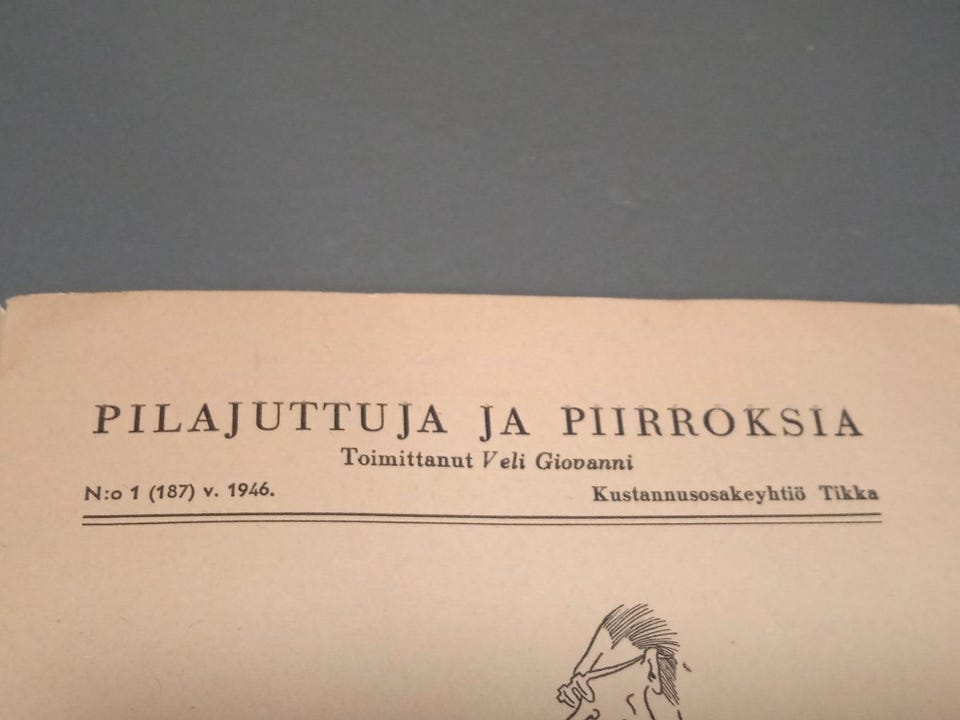 PILAJUTTUJA JA PIIRROKSIA
Toimittanut Veli Giovanni
N:o 1 (187) v. 1946. Kustannusosakeyhtiö Tikka